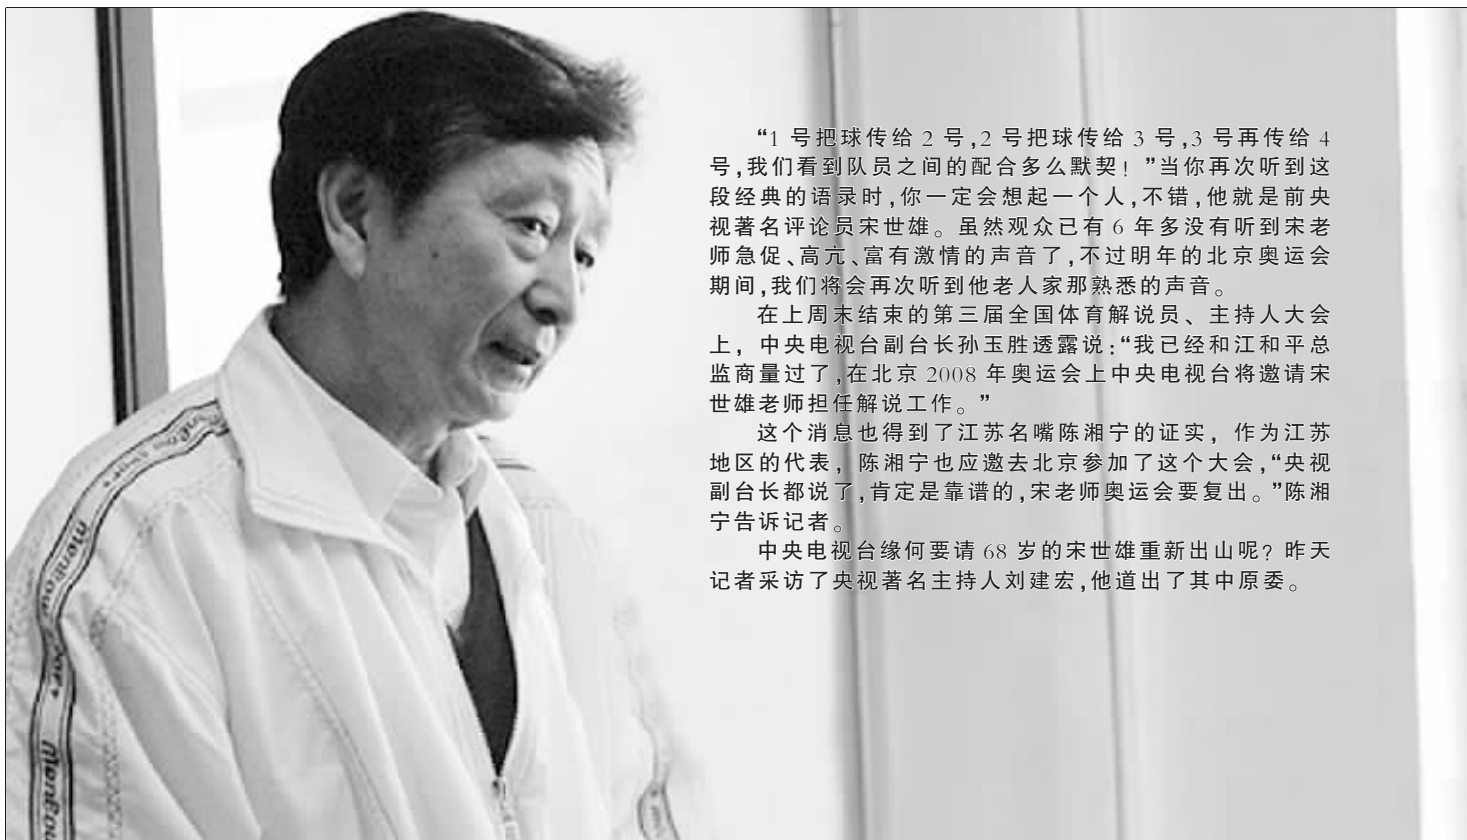 “1 号把球传给 2 号,2 号把球传给 3 号,3 号再传给 4
号,我们看到队员之间的配合多么默契！”当你再次听到这
段经典的语录时,你一定会想起一个人,不错,他就是前央
视著名评论员宋世雄。虽然观众已有 6 年多没有听到宋老
师急促、高亢、富有激情的声音了,不过明年的北京奥运会
期间,我们将会再次听到他老人家那熟悉的声音。
在上周末结束的第三届全国体育解说员、主持人大会
上，中央电视台副台长孙玉胜透露说:“我已经和江和平总
监商量过了,在北京 2008 年奥运会上中央电视台将邀请宋
世雄老师担任解说工作。”
这个消息也得到了江苏名嘴陈湘宁的证实，作为江苏
地区的代表，陈湘宁也应邀去北京参加了这个大会,“央视
副台长都说了,肯定是靠谱的,宋老师奥运会要复出。”陈湘
宁告诉记者。
中央电视台缘何要请 68 岁的宋世雄重新出山呢？昨天
记者采访了央视著名主持人刘建宏,他道出了其中原委。